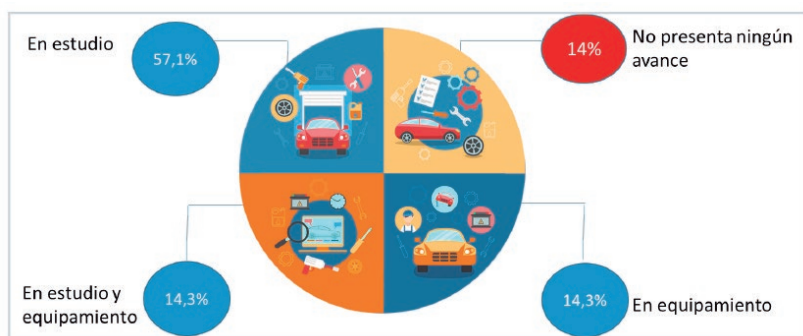 En estudio
57,1%
14%
No presenta ningún
avance
En estudio y
equipamiento
14,3%
14,3%
En equipamiento